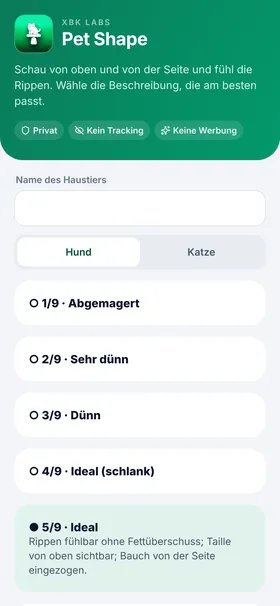 XBK LABS
Pet Shape
Schau von oben und von der Seite und fühl die
Rippen. Wähle die Beschreibung, die am besten
passt.
Privat
Kein Tracking
Keine Werbung
Name des Haustiers
Hund
Katze
1/9 · Abgemagert
2/9 · Sehr dünn
3/9 · Dünn
4/9 · Ideal (schlank)
5/9 · Ideal
Rippen fühlbar ohne Fettüberschuss; Taille
von oben sichtbar; Bauch von der Seite
eingezogen.